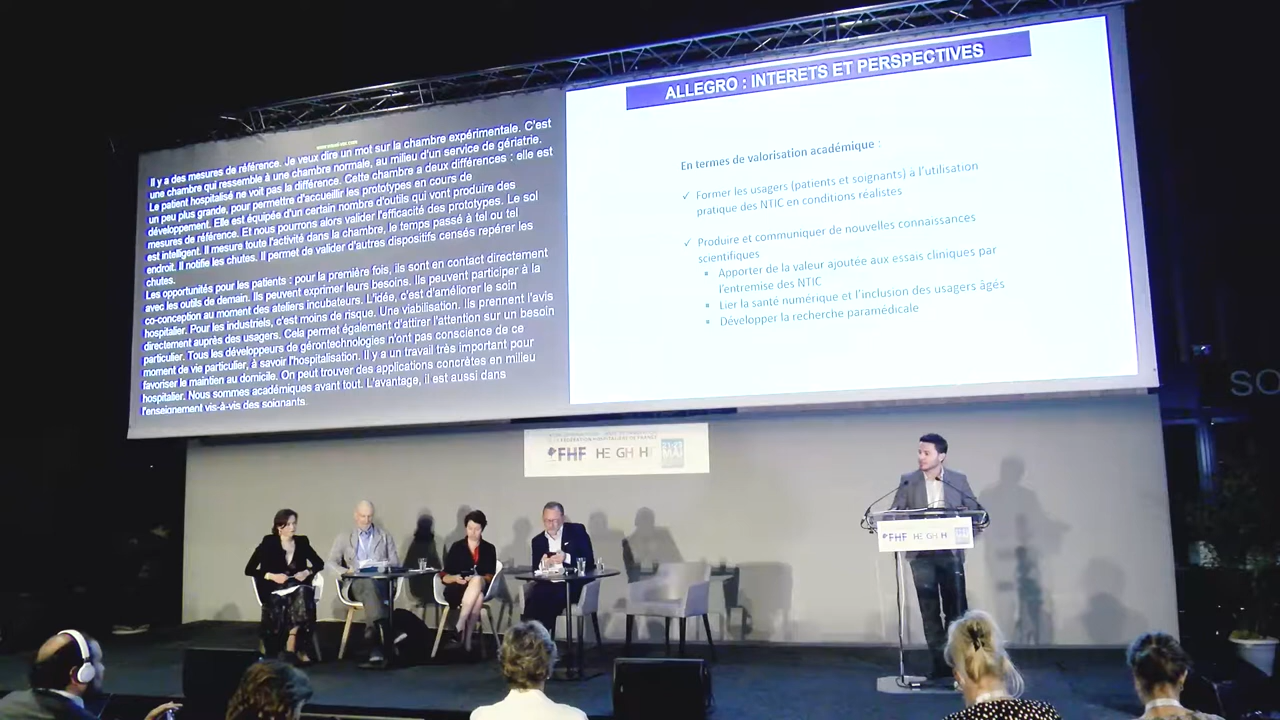 Il y a des mesures de référence. Je veux dire un mot sur la chambre expérimentale. C'est
une chambre qui ressemble à une chambre normale, au milieu d'un service de gériatrie.
Le patient hospitalisé ne voit pas la différence. Cette chambre a deux différences : elle est
un peu plus grande, pour permettre d'accueillir les prototypes en cours de
développement. Elle est équipée d'un certain nombre d'outils qui vont produire des
mesures de référence. Et nous pourrons alors valider l'efficacité des prototypes. Le sol
est intelligent. Il mesure toute l'activité dans la chambre, le temps passé à tel ou tel
endroit. Il notifie les chutes. Il permet de valider d'autres dispositifs censés repérer les
chutes.
Les opportunités pour les patients : pour la première fois, ils sont en contact directement
avec les outils de demain. Ils peuvent exprimer leurs besoins. Ils peuvent participer à la
co-conception au moment des ateliers incubateurs. L'idée, c'est d'améliorer le soin
hospitalier. Pour les industriels, c'est moins de risque. Une viabilisation. Ils prennent l'avis
directement auprès des usagers. Cela permet également d'attirer l'attention sur un besoin
particulier. Tous les développeurs de gérontechnologies n'ont pas conscience de ce
moment de vie particulier, à savoir l'hospitalisation. Il y a un travail très important pour
favoriser le maintien au domicile. On peut trouver des applications concrètes en milieu
hospitalier. Nous sommes académiques avant tout. L'avantage, il est aussi dans
l'enseignement vis-à-vis des soignants.
ALLEGRO : INTERETS ET PERSPECTIVES
En termes de valorisation académique :
✓ Former les usagers (patients et soignants) à l'utilisation
pratique des NTIC en conditions réalistes
✓ Produire et communiquer de nouvelles connaissances
scientifiques
▪ Apporter de la valeur ajoutée aux essais cliniques par
l'entremise des NTIC
▪ Lier la santé numérique et l'inclusion des usagers âgés
▪ Développer la recherche paramédicale
SO
FÉDÉRATION HOSPITALIÈRE DE FRANCE
FHF HE GH H
MAI
FHF HE GH H